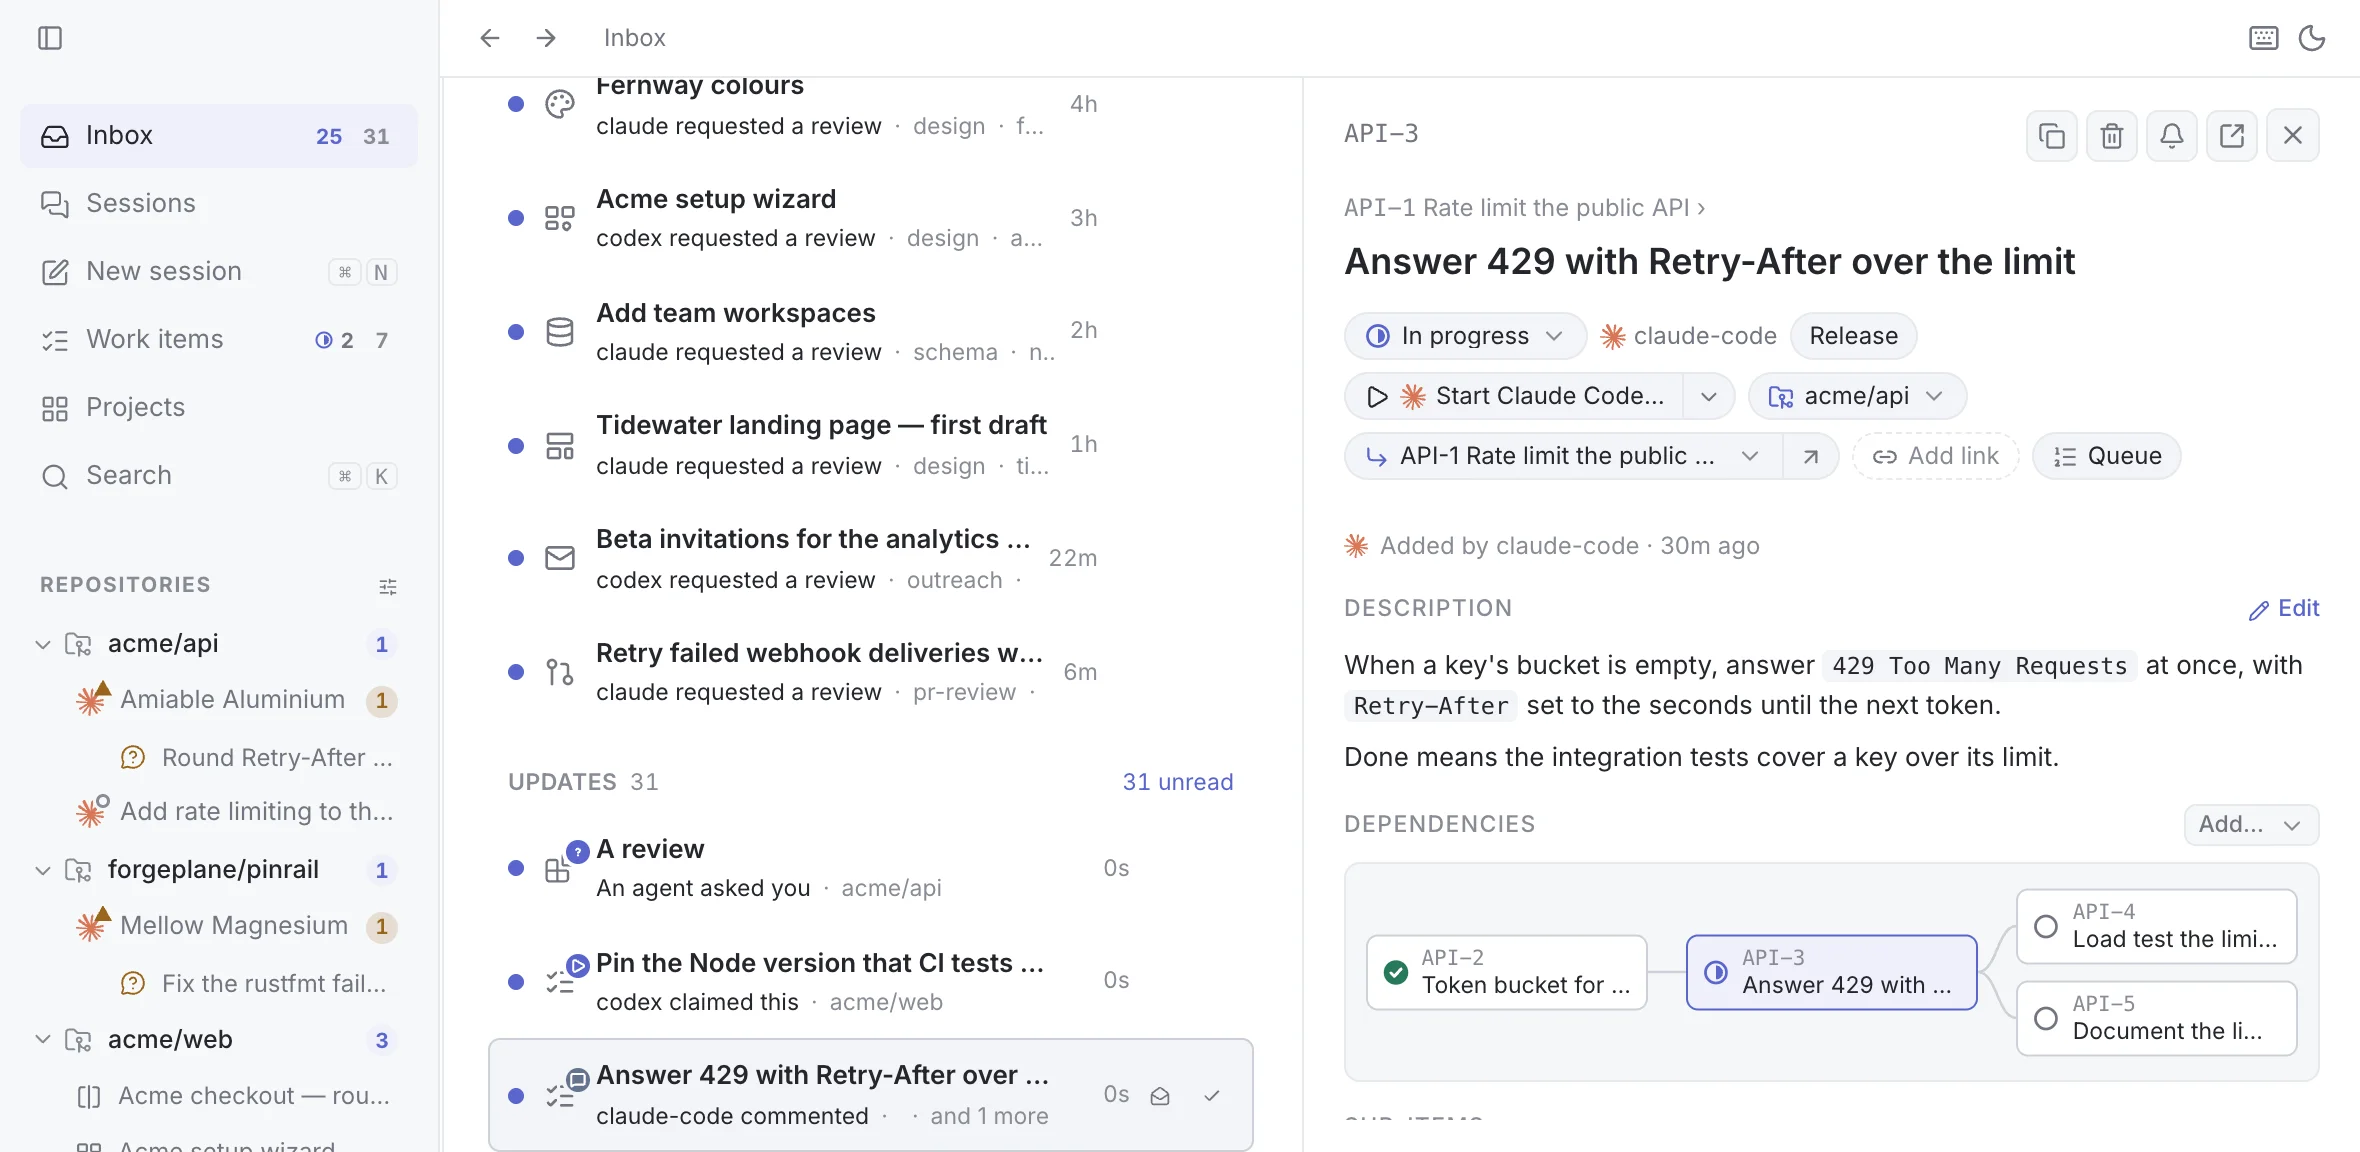 Inbox
Inbox 25 31
Sessions
New session ⌘ N
Work items 2 7
Projects
Search ⌘ K
REPOSITORIES
acme/api 1
Amiable Aluminium 1
Round Retry-After ...
Add rate limiting to th...
forgeplane/pinrail 1
Mellow Magnesium 1
Fix the rustfmt fail...
acme/web 3
Acme checkout — rou...
Acme setup wizard
Fernway colours
claude requested a review · design · f... 4h
Acme setup wizard
codex requested a review · design · a... 3h
Add team workspaces
claude requested a review · schema · n.. 2h
Tidewater landing page — first draft
claude requested a review · design · ti... 1h
Beta invitations for the analytics ...
codex requested a review · outreach · 22m
Retry failed webhook deliveries w...
claude requested a review · pr-review · 6m
UPDATES 31 31 unread
A review
An agent asked you · acme/api 0s
Pin the Node version that CI tests ...
codex claimed this · acme/web 0s
Answer 429 with Retry-After over ...
claude-code commented · · and 1 more 0s
API-3
API-1 Rate limit the public API ›
Answer 429 with Retry-After over the limit
In progress claude-code Release
Start Claude Code... acme/api
API-1 Rate limit the public ... Add link Queue
Added by claude-code · 30m ago
DESCRIPTION Edit
When a key's bucket is empty, answer 429 Too Many Requests at once, with
Retry-After set to the seconds until the next token.
Done means the integration tests cover a key over its limit.
DEPENDENCIES Add...
API-2
Token bucket for ...
API-3
Answer 429 with ...
API-4
Load test the limi...
API-5
Document the li...
SUB-ITEMS